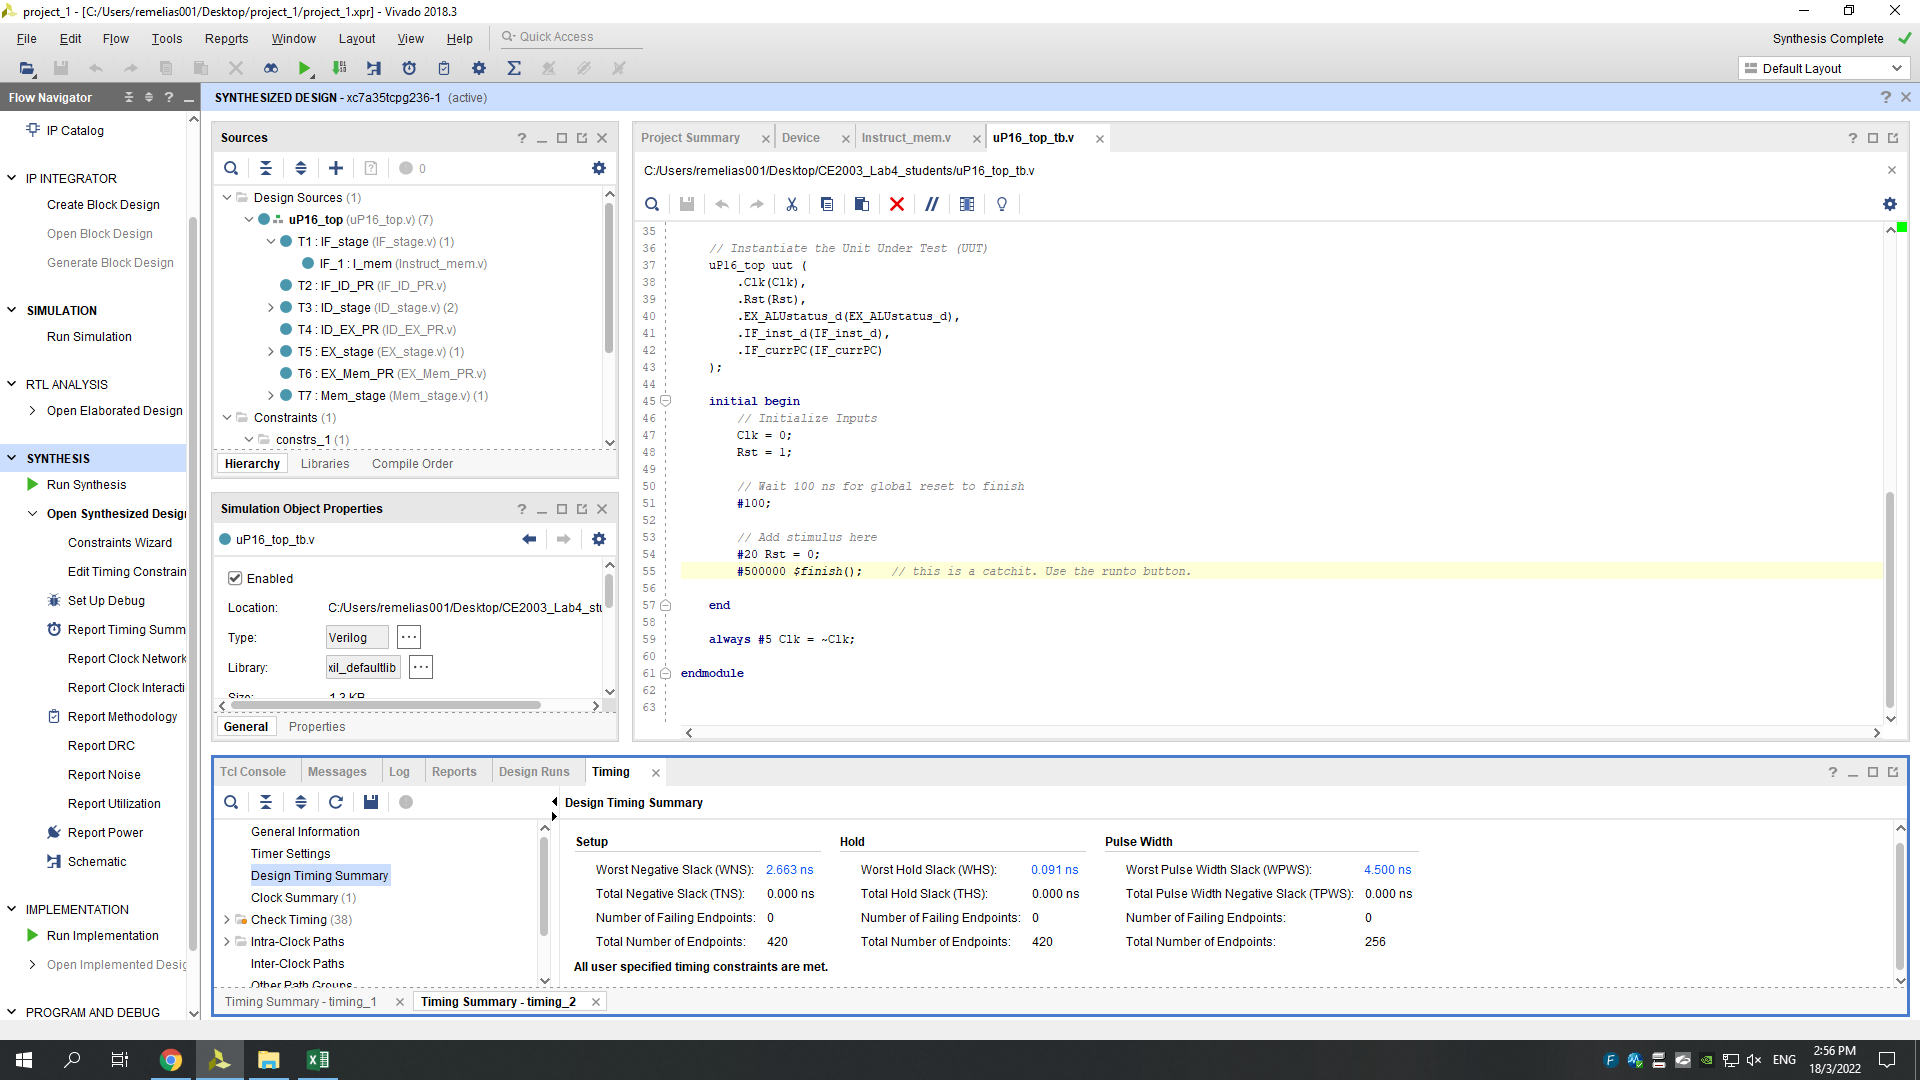 project_1 - [C:/Users/remelias001/Desktop/project_1/project_1.xpr] - Vivado 2018.3
File Edit Flow Tools Reports Window Layout View Help Quick Access
Synthesis Complete
Default Layout
Flow Navigator
SYNTHESIZED DESIGN - xc7a35tcpg236-1 (active)
IP Catalog
IP INTEGRATOR
Create Block Design
Open Block Design
Generate Block Design
SIMULATION
Run Simulation
RTL ANALYSIS
Open Elaborated Design
SYNTHESIS
Run Synthesis
Open Synthesized Desig
Constraints Wizard
Edit Timing Constrain
Set Up Debug
Report Timing Summ
Report Clock Network
Report Clock Interacti
Report Methodology
Report DRC
Report Noise
Report Utilization
Report Power
Schematic
IMPLEMENTATION
Run Implementation
Open Implemented Desig
PROGRAM AND DEBUG
Sources
0
Design Sources (1)
uP16_top (uP16_top.v) (7)
T1 : IF_stage (IF_stage.v) (1)
IF_1 : I_mem (Instruct_mem.v)
T2 : IF_ID_PR (IF_ID_PR.v)
T3 : ID_stage (ID_stage.v) (2)
T4 : ID_EX_PR (ID_EX_PR.v)
T5 : EX_stage (EX_stage.v) (1)
T6 : EX_Mem_PR (EX_Mem_PR.v)
T7 : Mem_stage (Mem_stage.v) (1)
Constraints (1)
constrs_1 (1)
Hierarchy Libraries Compile Order
Simulation Object Properties
uP16_top_tb.v
Enabled
Location: C:/Users/remelias001/Desktop/CE2003_Lab4_stu
Type: Verilog
Library: xil_defaultlib
Size: 1.3 KB
General Properties
Project Summary Device Instruct_mem.v uP16_top_tb.v
C:/Users/remelias001/Desktop/CE2003_Lab4_students/uP16_top_tb.v
35
36 // Instantiate the Unit Under Test (UUT)
37 uP16_top uut (
38 .Clk(Clk),
39 .Rst(Rst),
40 .EX_ALUstatus_d(EX_ALUstatus_d),
41 .IF_inst_d(IF_inst_d),
42 .IF_currPC(IF_currPC)
43 );
44
45 initial begin
46 // Initialize Inputs
47 Clk = 0;
48 Rst = 1;
49
50 // Wait 100 ns for global reset to finish
51 #100;
52
53 // Add stimulus here
54 #20 Rst = 0;
55 #500000 $finish(); // this is a catchit. Use the runto button.
56
57 end
58
59 always #5 Clk = ~Clk;
60
61 endmodule
62
63
Tcl Console Messages Log Reports Design Runs Timing
Design Timing Summary
General Information
Timer Settings
Design Timing Summary
Clock Summary (1)
Check Timing (38)
Intra-Clock Paths
Inter-Clock Paths
Other Path Groups
Setup Hold Pulse Width
Worst Negative Slack (WNS): 2.663 ns Worst Hold Slack (WHS): 0.091 ns Worst Pulse Width Slack (WPWS): 4.500 ns
Total Negative Slack (TNS): 0.000 ns Total Hold Slack (THS): 0.000 ns Total Pulse Width Negative Slack (TPWS): 0.000 ns
Number of Failing Endpoints: 0 Number of Failing Endpoints: 0 Number of Failing Endpoints: 0
Total Number of Endpoints: 420 Total Number of Endpoints: 420 Total Number of Endpoints: 256
All user specified timing constraints are met.
Timing Summary - timing_1 Timing Summary - timing_2
ENG
2:56 PM
18/3/2022